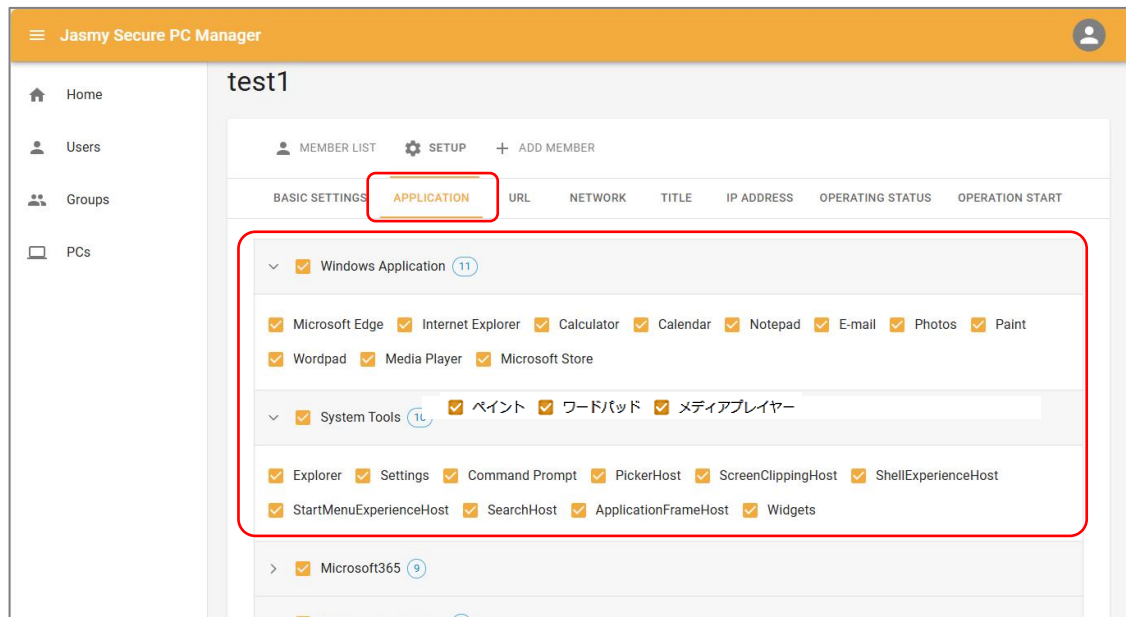 Jasmy Secure PC Manager
test1
Home
Users
Groups
PCs
MEMBER LIST SETUP + ADD MEMBER
BASIC SETTINGS APPLICATION URL NETWORK TITLE IP ADDRESS OPERATING STATUS OPERATION START
Windows Application 11
Microsoft Edge Internet Explorer Calculator Calendar Notepad E-mail Photos Paint
Wordpad Media Player Microsoft Store
ペイント ワードパッド メディアプレイヤー
System Tools
Explorer Settings Command Prompt PickerHost ScreenClippingHost ShellExperienceHost
StartMenuExperienceHost SearchHost ApplicationFrameHost Widgets
Microsoft365 9